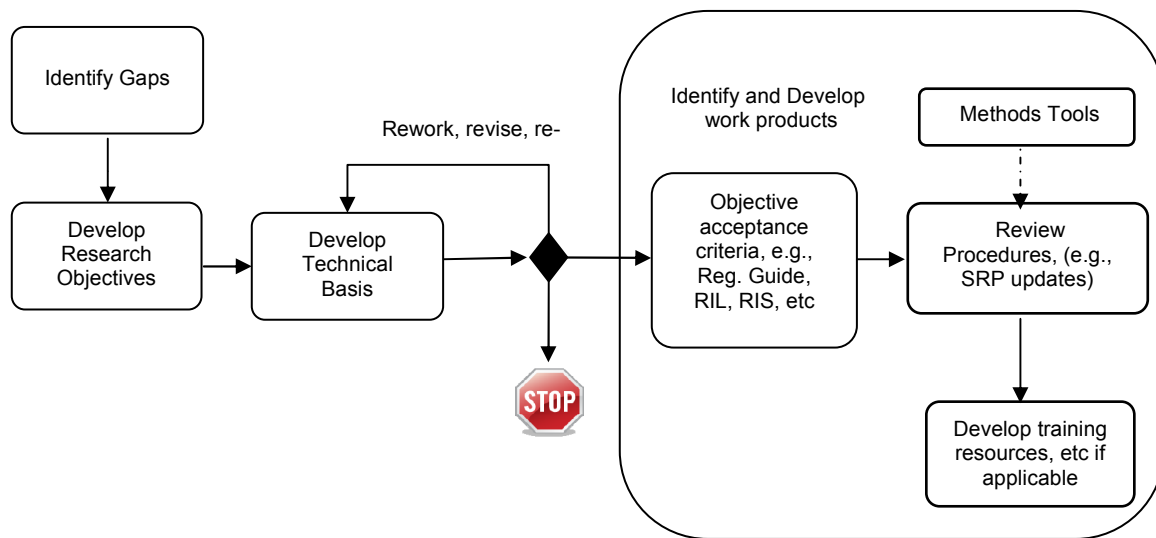 Identify Gaps
Rework, revise, re-
Identify and Develop
work products
Methods Tools
Develop
Research
Objectives
Develop
Technical
Basis
Objective
acceptance
criteria, e.g.,
Reg. Guide,
RIL, RIS, etc
Review
Procedures, (e.g.,
SRP updates)
STOP
Develop training
resources, etc if
applicable